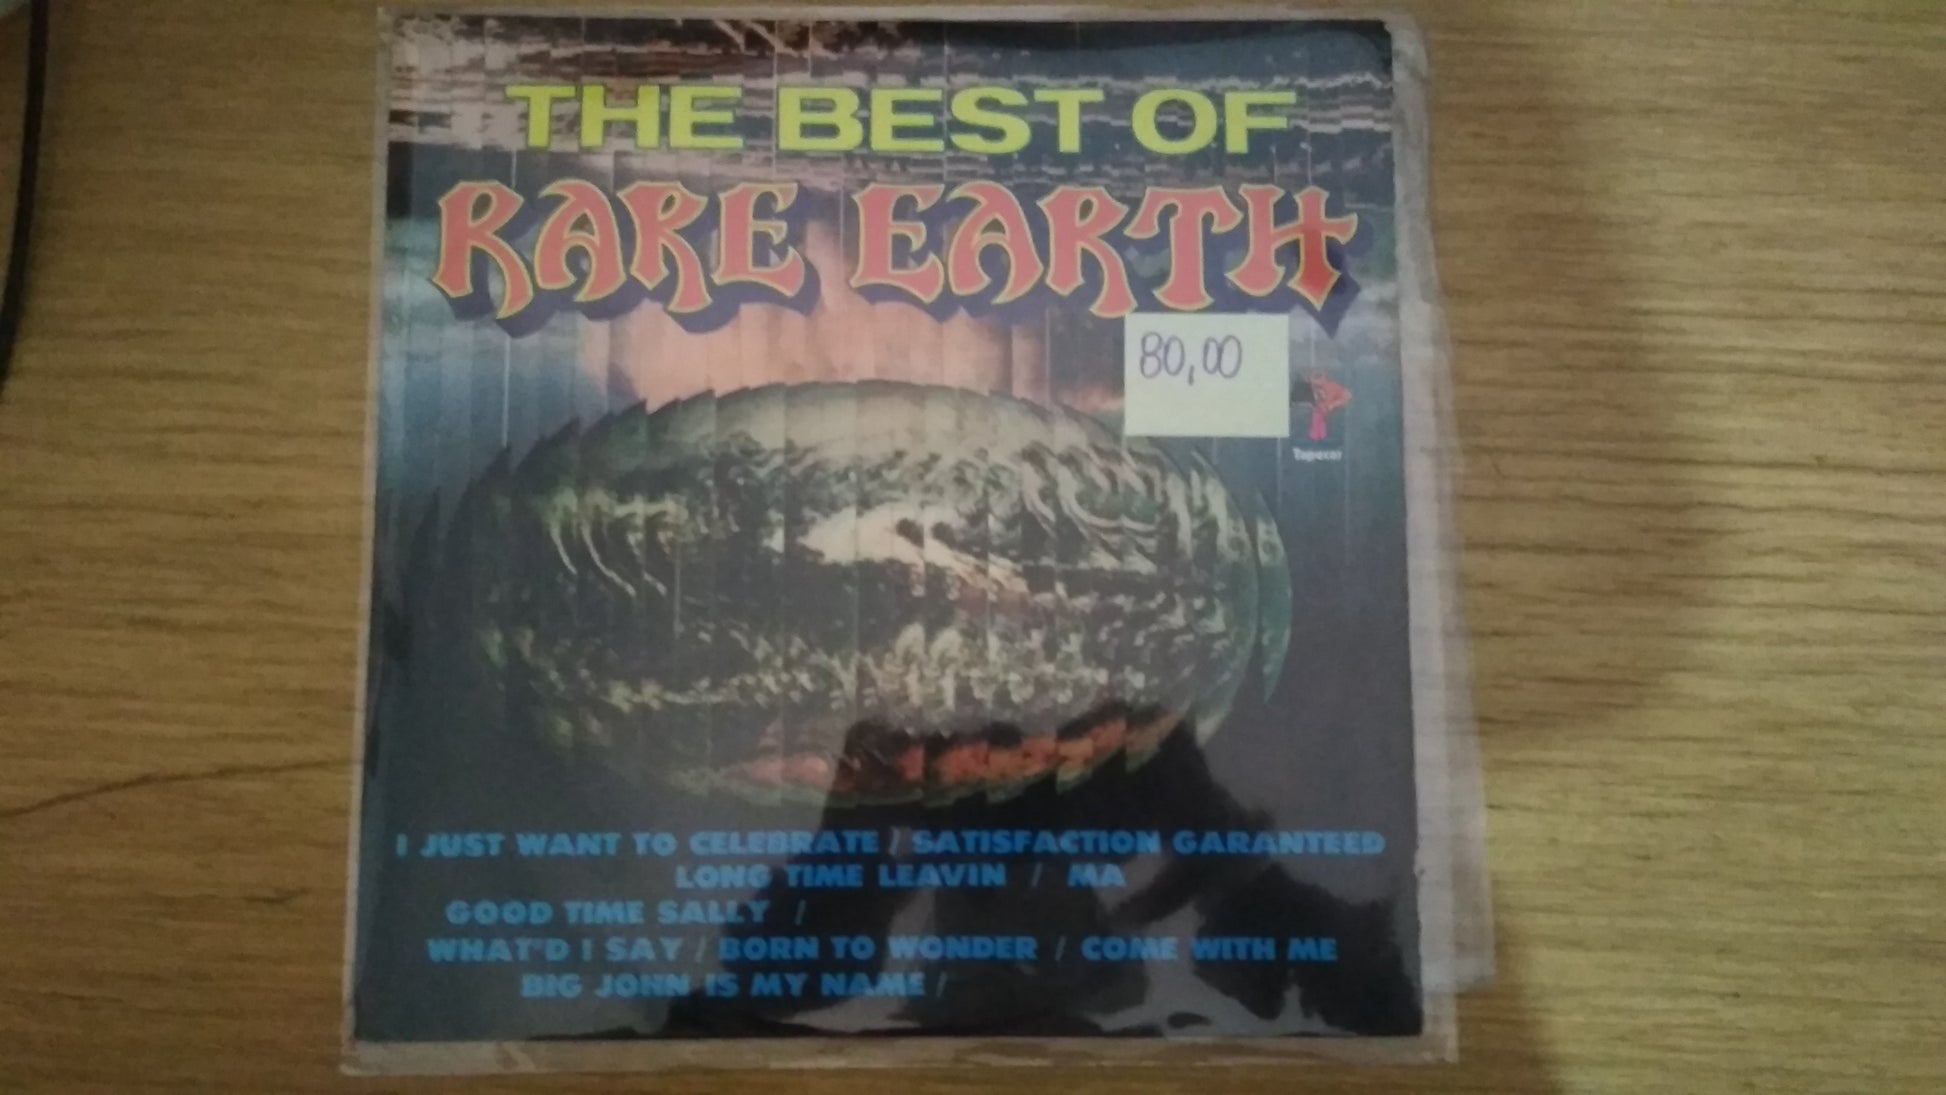 THE BEST OF
RARE EARTH
80,00
Tapecar
I JUST WANT TO CELEBRATE / SATISFACTION GARANTEED
LONG TIME LEAVIN / MA
GOOD TIME SALLY /
WHAT'D I SAY / BORN TO WONDER / COME WITH ME
BIG JOHN IS MY NAME /